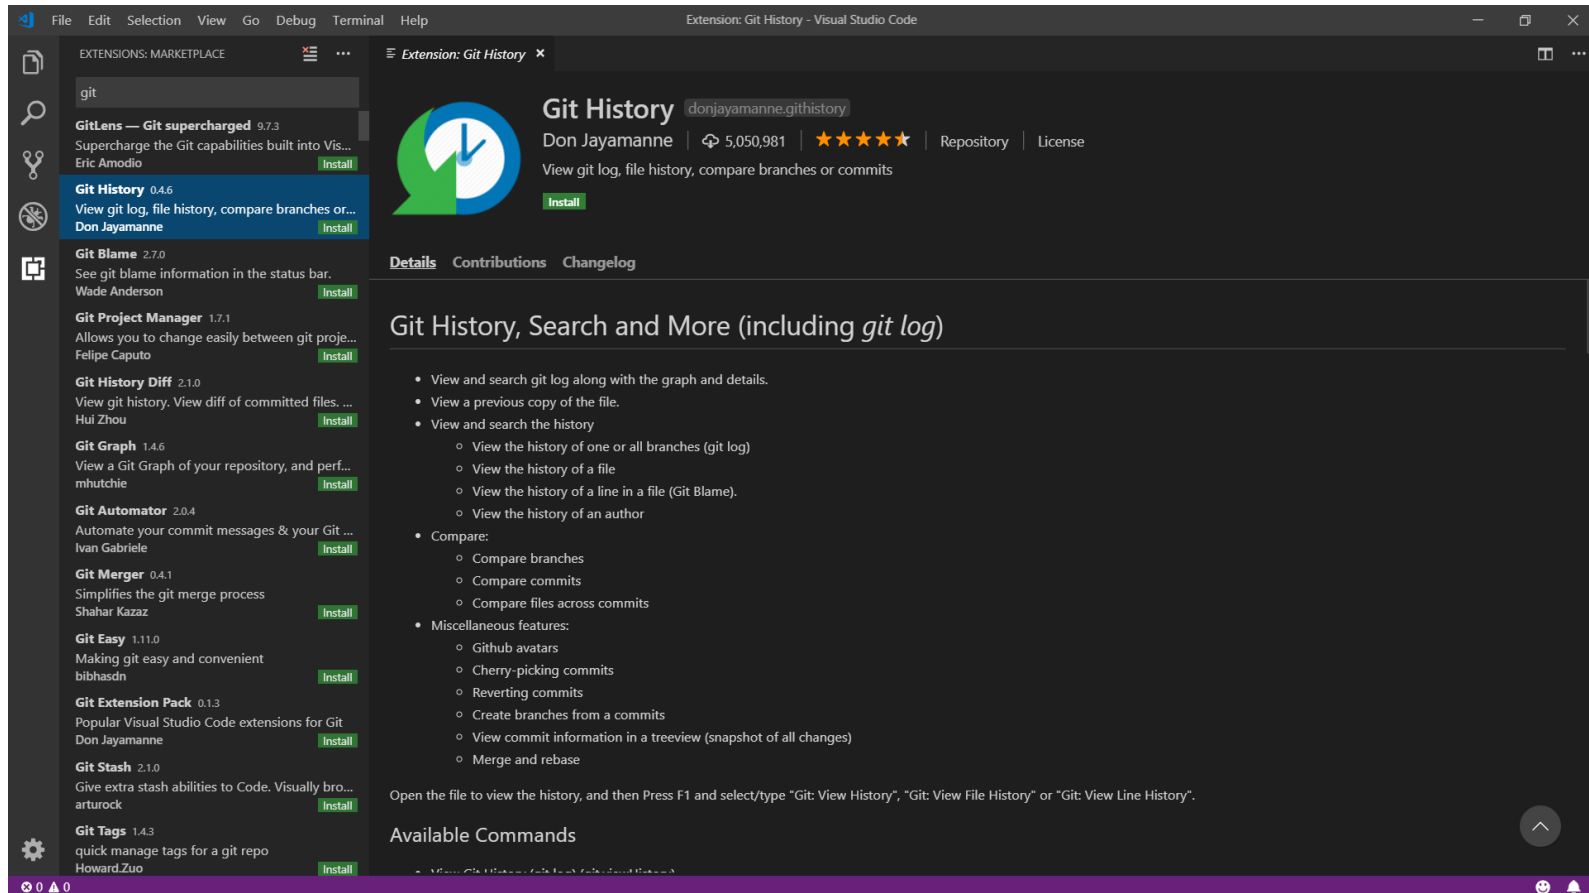 File Edit Selection View Go Debug Terminal Help
Extension: Git History - Visual Studio Code
EXTENSIONS: MARKETPLACE
git
GitLens — Git supercharged 9.7.3
Supercharge the Git capabilities built into Vis...
Eric Amodio Install
Git History 0.4.6
View git log, file history, compare branches or...
Don Jayamanne Install
Git Blame 2.7.0
See git blame information in the status bar.
Wade Anderson Install
Git Project Manager 1.7.1
Allows you to change easily between git proje...
Felipe Caputo Install
Git History Diff 2.1.0
View git history. View diff of committed files. ...
Hui Zhou Install
Git Graph 1.4.6
View a Git Graph of your repository, and perf...
mhutchie Install
Git Automator 2.0.4
Automate your commit messages & your Git ...
Ivan Gabriele Install
Git Merger 0.4.1
Simplifies the git merge process
Shahar Kazaz Install
Git Easy 1.11.0
Making git easy and convenient
bibhasdn Install
Git Extension Pack 0.1.3
Popular Visual Studio Code extensions for Git
Don Jayamanne Install
Git Stash 2.1.0
Give extra stash abilities to Code. Visually bro...
arturock Install
Git Tags 1.4.3
quick manage tags for a git repo
Howard.Zuo Install
Extension: Git History
Git History donjayamanne.githistory
Don Jayamanne 5,050,981 Repository License
View git log, file history, compare branches or commits
Install
Details Contributions Changelog
Git History, Search and More (including git log)
• View and search git log along with the graph and details.
• View a previous copy of the file.
• View and search the history
◦ View the history of one or all branches (git log)
◦ View the history of a file
◦ View the history of a line in a file (Git Blame).
◦ View the history of an author
• Compare:
◦ Compare branches
◦ Compare commits
◦ Compare files across commits
• Miscellaneous features:
◦ Github avatars
◦ Cherry-picking commits
◦ Reverting commits
◦ Create branches from a commits
◦ View commit information in a treeview (snapshot of all changes)
◦ Merge and rebase
Open the file to view the history, and then Press F1 and select/type "Git: View History", "Git: View File History" or "Git: View Line History".
Available Commands
• View Git History (git log) (git.viewHistory)
0 0